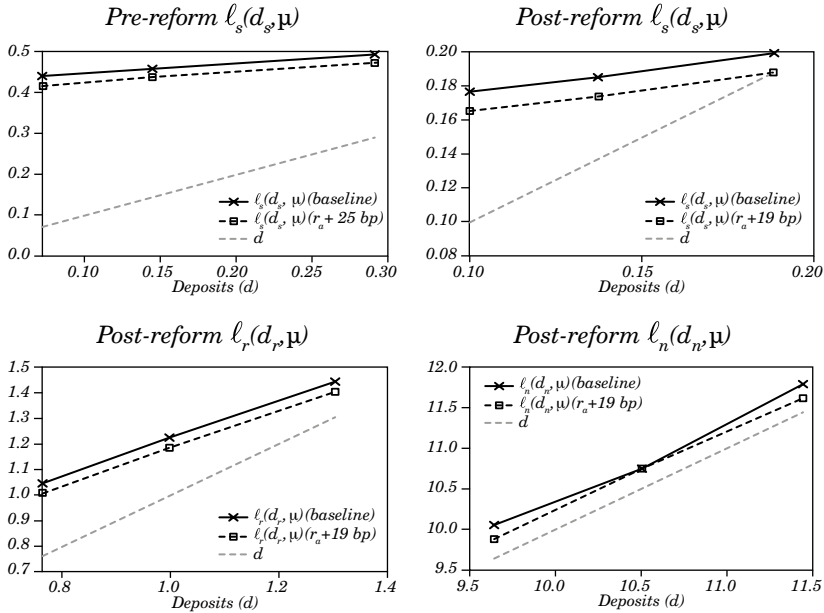 Pre-reform ℓs(ds,μ)
0.5
0.4
0.3
0.2
0.1
0.0
ℓs(ds, μ)(baseline)
ℓs(ds, μ)(ra+ 25 bp)
d
0.10
0.15
0.20
0.25
0.30
Deposits (d)
Post-reform ℓs(ds,μ)
0.20
0.18
0.16
0.14
0.12
0.10
0.08
ℓs(ds, μ)(baseline)
ℓs(ds, μ)(ra+19 bp)
d
0.10
0.15
0.20
Deposits (d)
Post-reform ℓr(dr,μ)
1.5
1.4
1.3
1.2
1.1
1.0
0.9
0.8
0.7
ℓr(dr, μ)(baseline)
ℓr(dr, μ)(ra+19 bp)
d
0.8
1.0
1.2
1.4
Deposits (d)
Post-reform ℓn(dn,μ)
12.0
11.5
11.0
10.5
10.0
9.5
ℓn(dn, μ)(baseline)
ℓn(dn, μ)(ra+19 bp)
d
9.5
10.0
10.5
11.0
11.5
Deposits (d)